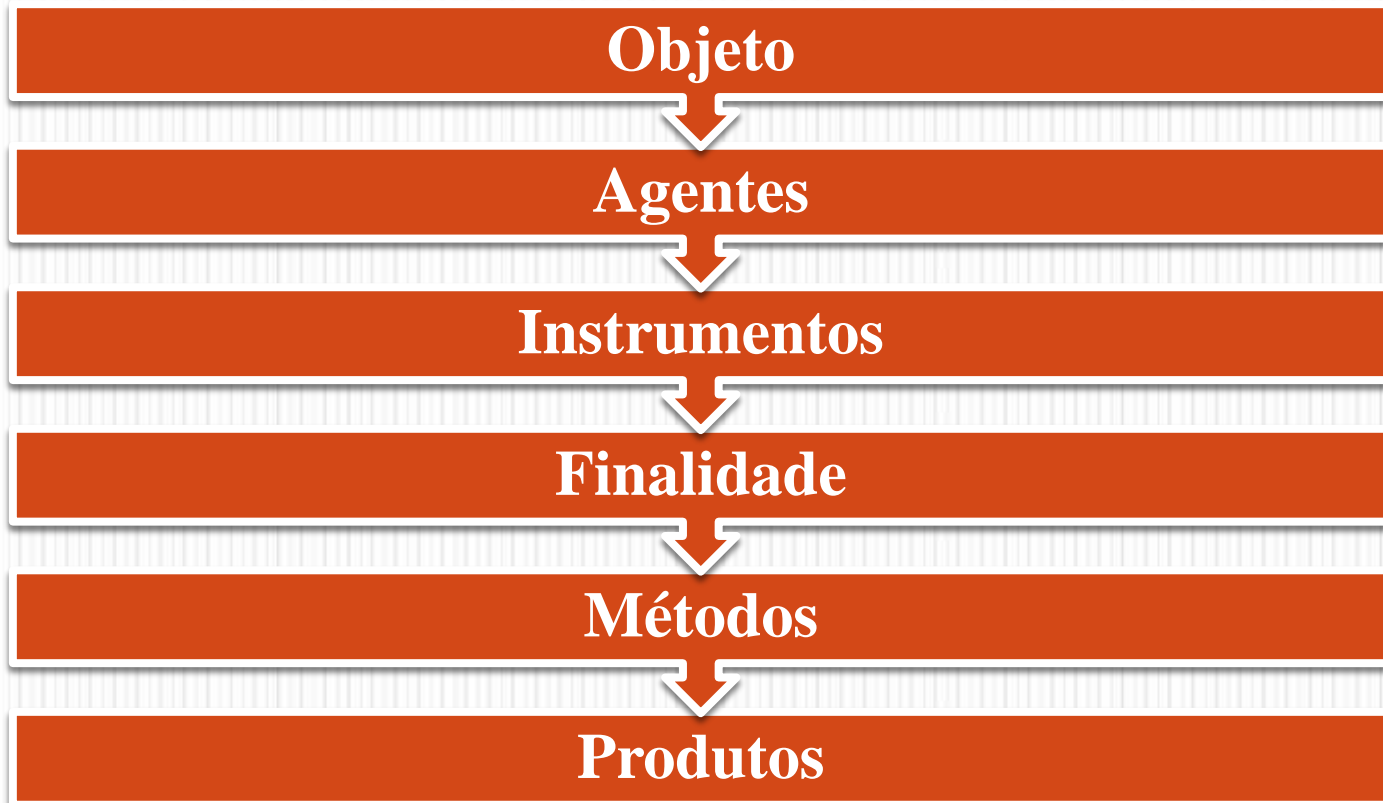 Objeto
Agentes
Instrumentos
Finalidade
Métodos
Produtos